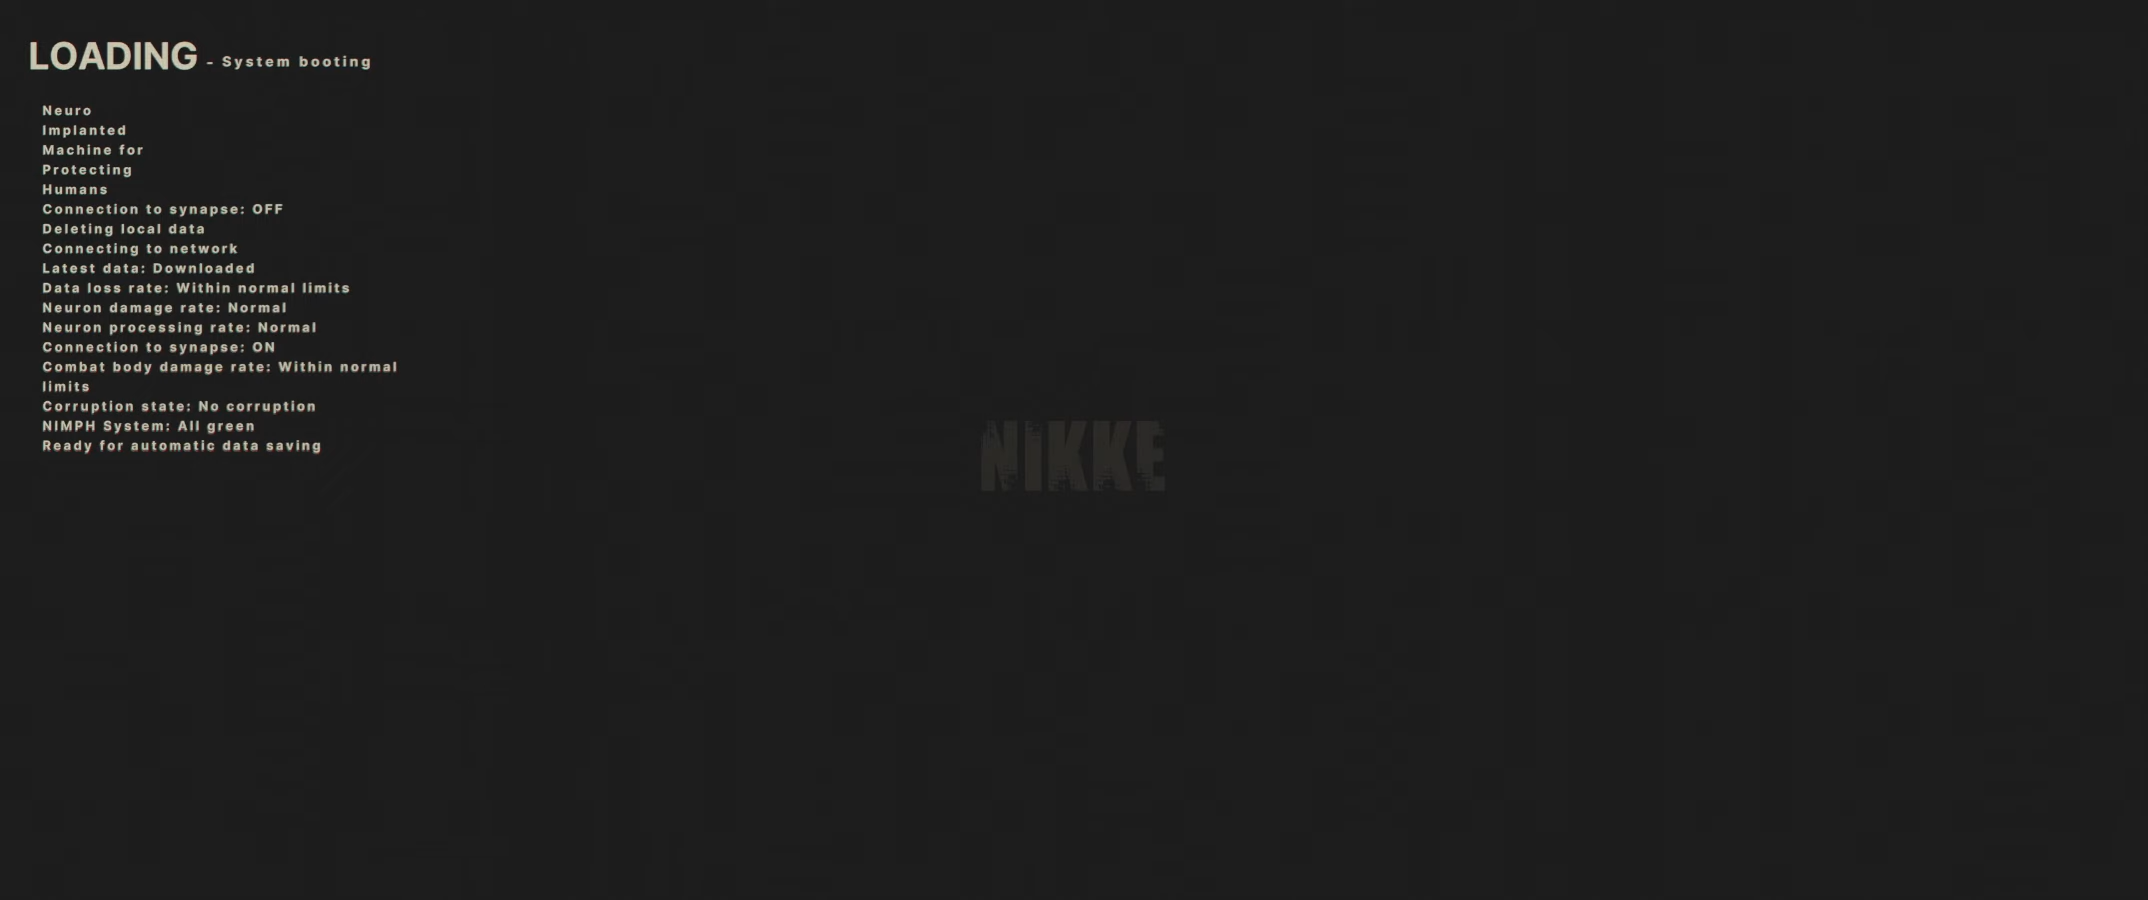 LOADING - System booting
Neuro
Implanted
Machine for
Protecting
Humans
Connection to synapse: OFF
Deleting local data
Connecting to network
Latest data: Downloaded
Data loss rate: Within normal limits
Neuron damage rate: Normal
Neuron processing rate: Normal
Connection to synapse: ON
Combat body damage rate: Within normal
limits
Corruption state: No corruption
NIMPH System: All green
Ready for automatic data saving
NIKKE